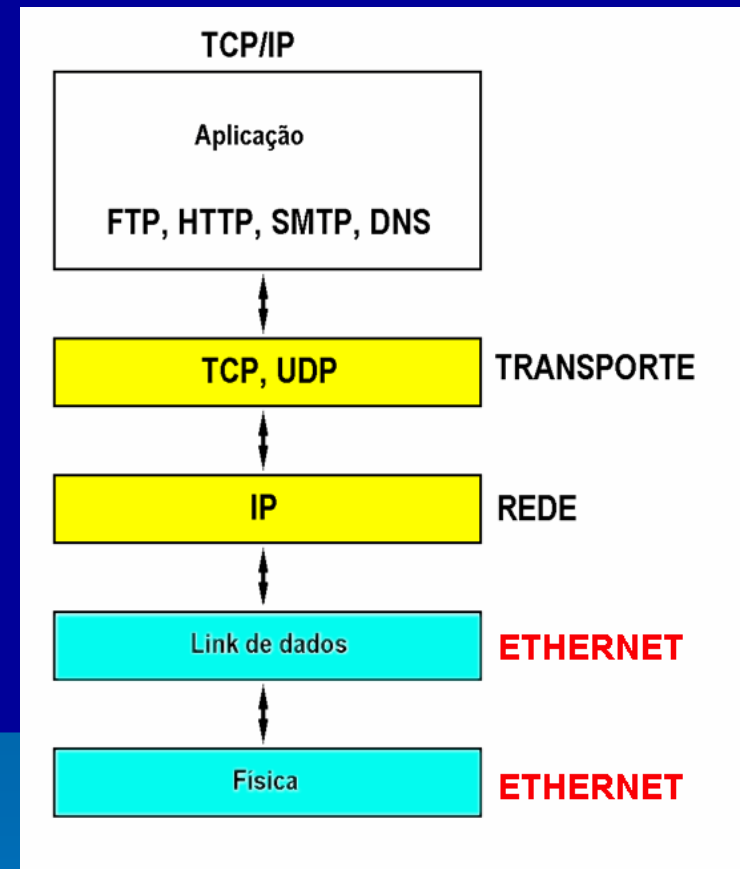 TCP/IP
Aplicação
FTP, HTTP, SMTP, DNS
TCP, UDP
TRANSPORTE
IP
REDE
Link de dados
ETHERNET
Física
ETHERNET